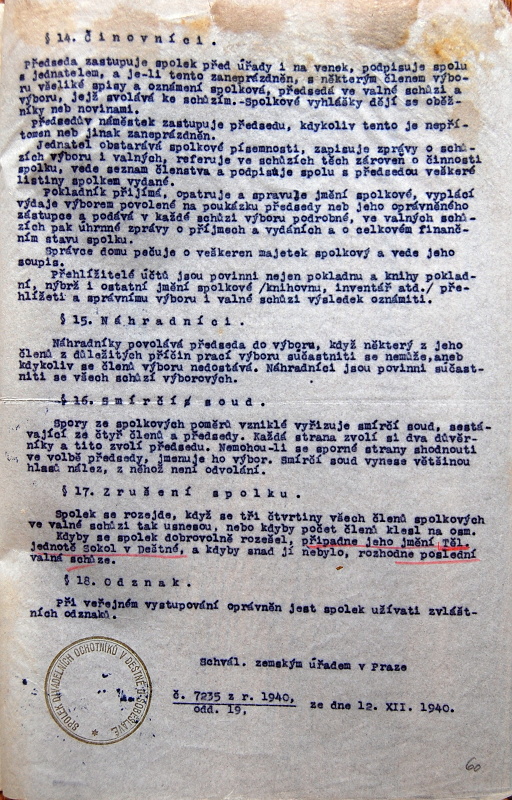 § 14. Činovníci.
Předseda zastupuje spolek před úřady i na venek, podpisuje spolu
s jednatelem, a je-li tento zaneprázdněn, s některým členem výbo-
ru všeliké spisy a oznámení spolková, předsedá ve valné schůzi a
výboru, jejž svolává ke schůzím.-Spolkové vyhlášky dějí se oběž-
níky neb novinami.
Předsedův náměstek zastupuje předsedu, kdykoliv tento je nepří-
tomen neb jinak zaneprázdněn.
Jednatel obstarává spolkové písemnosti, zapisuje zprávy o schů-
zích výboru i valných, referuje ve schůzích těch zároven o činnosti
spolku, vede seznam členstva a podpisuje spolu s předsedou veškeré
listiny spolkem vydané.
Pokladník přijímá, opatruje a spravuje jmění spolkové, vyplácí
výdaje výborem povolené na poukázku předsedy neb jeho oprávněného
zástupce a podává v každé schůzi výboru podrobné, ve valných schů-
zích pak úhrnné zprávy o příjmech a vydáních a o celkovém finanč-
ním stavu spolku.
Správce domu pečuje o veškeren majetek spolkový a vede jeho
soupis.
Přehlížitelé účtů jsou povinni nejen pokladnu a knihy poklad-
ní, nýbrž i ostatní jmění spolkové /knihovnu, inventář atd./ pře-
hlížeti a správnímu výboru i valné schůzi výsledek oznámiti.
§ 15. Náhradníci.
Náhradníky povolává předseda do výboru, když některý z jeho
členů z důležitých příčin prací výboru súčastniti se nemůže,aneb
kdykoliv se členů výboru nedostává. Náhradníci jsou povinni súčast-
niti se všech schůzí výborových.
§ 16. Smírčí soud.
Spory ze spolkových poměrů vzniklé vyřizuje smírčí soud, sestá-
vající ze čtyř členů a předsedy. Každá strana zvolí si dva důvěr-
níky a tito zvolí předsedu. Nemohou-li se sporné strany shodnouti
ve volbě předsedy, jmenuje ho výbor. Smírčí soud vynese většinou
hlasů nález, z něhož není odvolání.
§ 17. Zrušení spolku.
Spolek se rozejde, když se tři čtvrtiny všech členů spolkových
ve valné schůzi tak usnesou, nebo kdyby počet členů klesl na osm.
Kdyby se spolek dobrovolně rozešel, připadne jeho jmění Těl.
jednotě Sokol v Deštné, a kdyby snad jí nebylo, rozhodne poslední
valná schůze.
§ 18. Odznak.
Při veřejném vystupování oprávněn jest spolek užívati zvlášt-
ních odznaků.
Schvál. zemským úřadem v Praze
č. 7235 z r. 1940,
odd. 19,
ze dne 12. XII. 1940.
SPOLEK DIVADELNÍCH OCHOTNÍKŮ V DEŠTNÉ
60